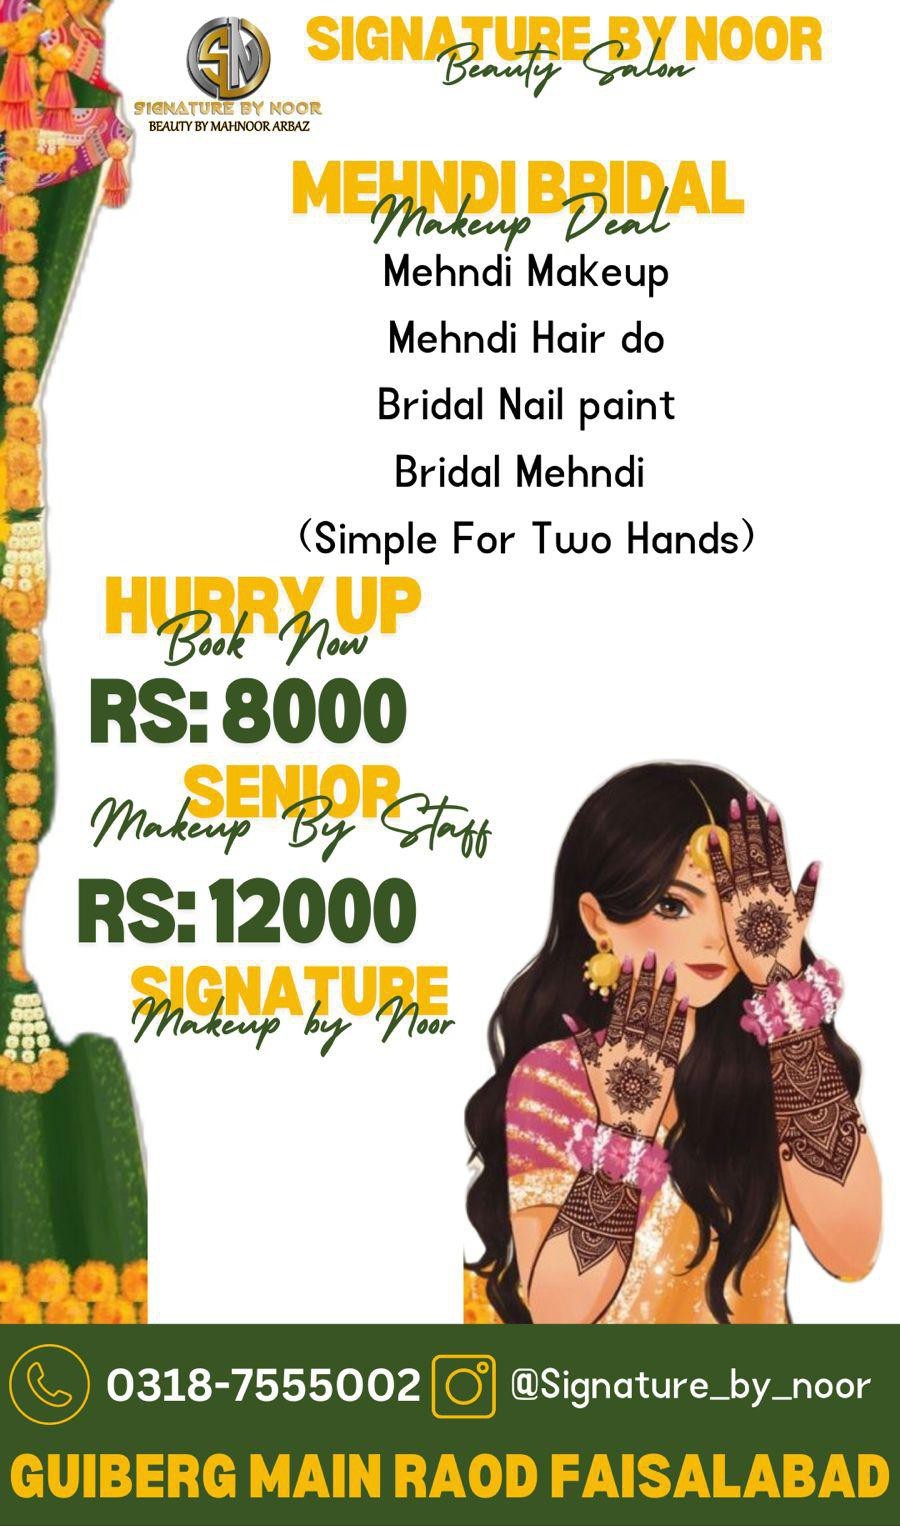 SIGNATURE BY NOOR
Beauty Salon
SN
SIGNATURE BY NOOR
BEAUTY BY MAHNOOR ARBAZ
MEHNDI BRIDAL
Makeup Deal
Mehndi Makeup
Mehndi Hair do
Bridal Nail paint
Bridal Mehndi
(Simple For Two Hands)
HURRY UP
Book Now
RS: 8000
SENIOR
Makeup By Staff
RS: 12000
SIGNATURE
Makeup by Noor
0318-7555002 @Signature_by_noor
GUIBERG MAIN RAOD FAISALABAD